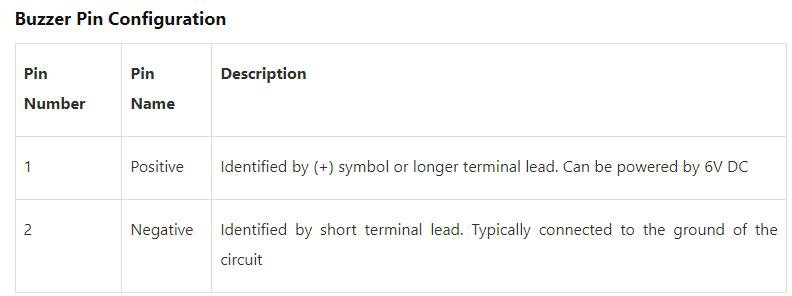 Buzzer Pin Configuration
Pin Number
Pin Name
Description
1
Positive
Identified by (+) symbol or longer terminal lead. Can be powered by 6V DC
2
Negative
Identified by short terminal lead. Typically connected to the ground of the
circuit